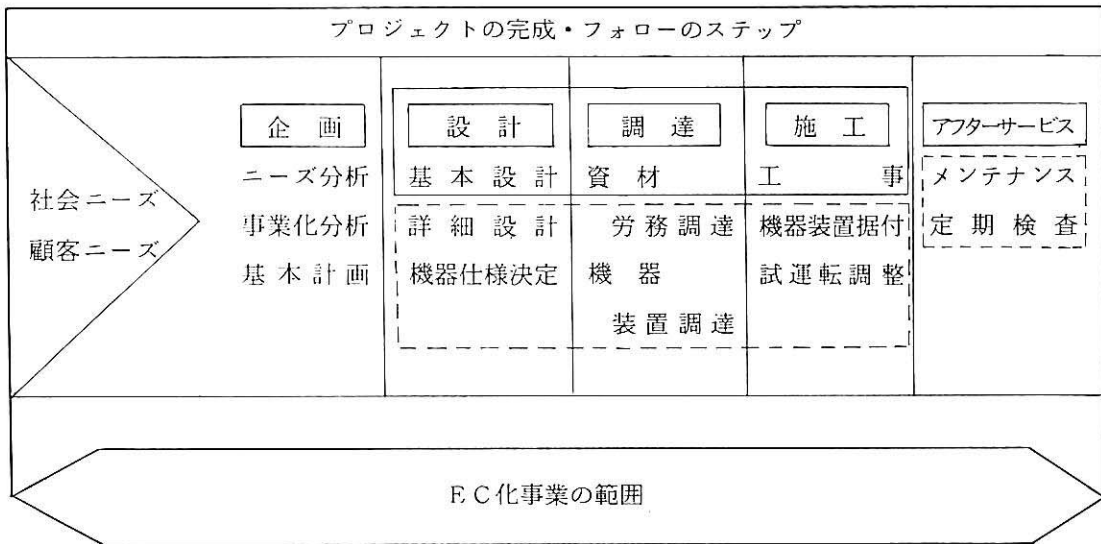 プロジェクトの完成・フォローのステップ
社会ニーズ
顧客ニーズ
企画
ニーズ分析
事業化分析
基本計画
設計
基本設計
詳細設計
機器仕様決定
調達
資材
労務調達
機器
装置調達
施工
工事
機器装置据付
試運転調整
アフターサービス
メンテナンス
定期検査
EC化事業の範囲